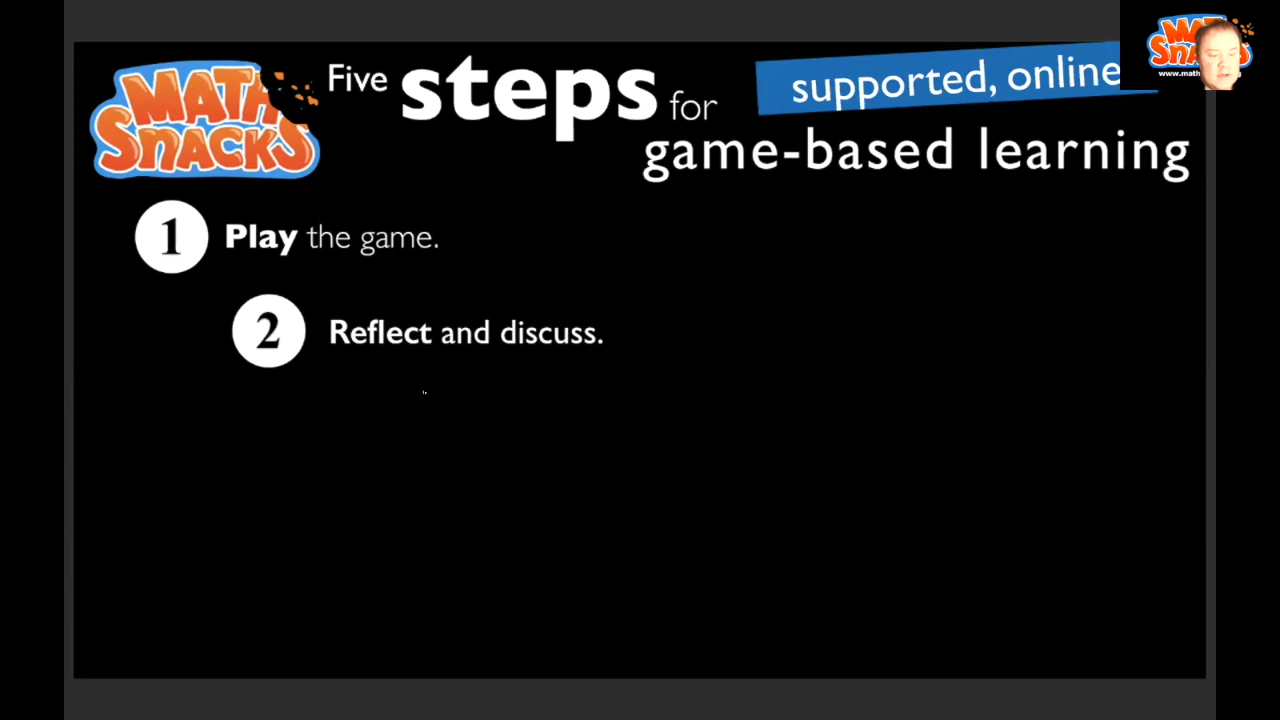 MATH
SNACKS
Five steps for
supported, online
game-based learning
1 Play the game.
2 Reflect and discuss.